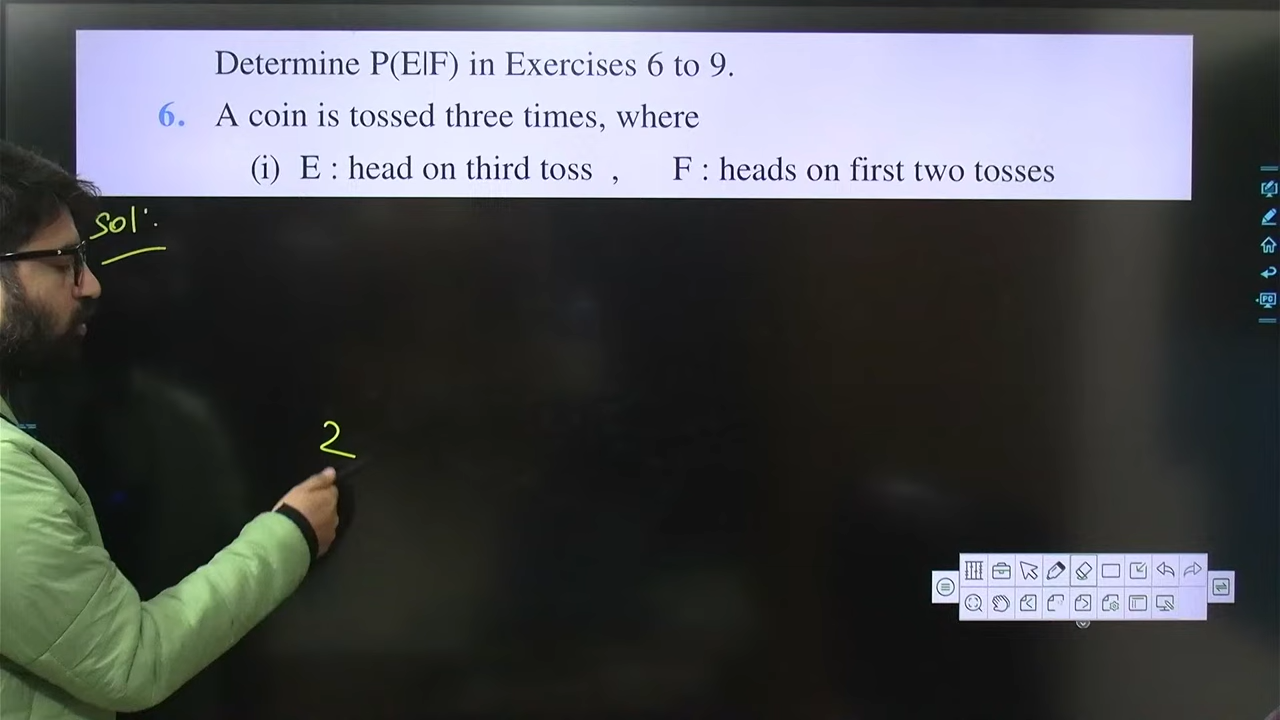 Determine P(E|F) in Exercises 6 to 9.
6. A coin is tossed three times, where
(i) E : head on third toss , F : heads on first two tosses
Sol:
2